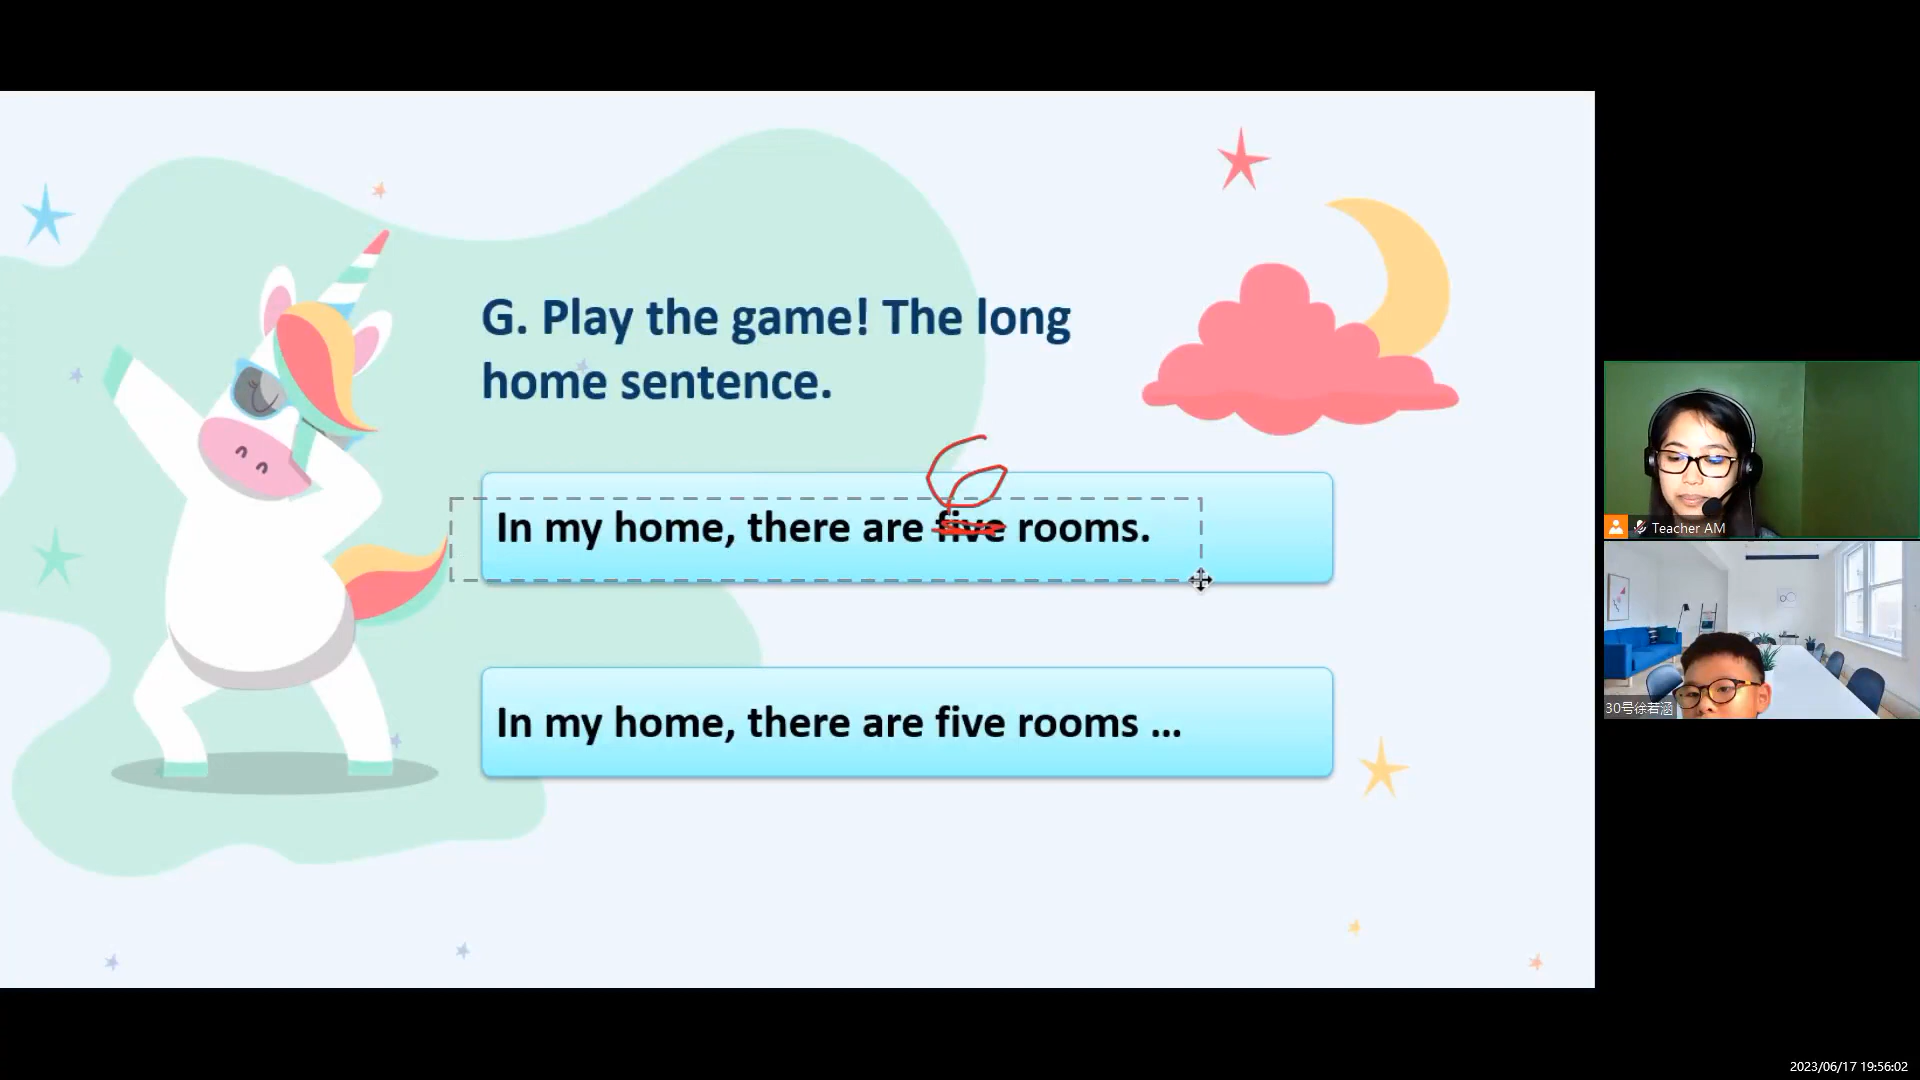 G. Play the game! The long
home sentence.
6
In my home, there are five rooms.
In my home, there are five rooms ...
Teacher AM
30号徐若涵
2023/06/17 19:56:02